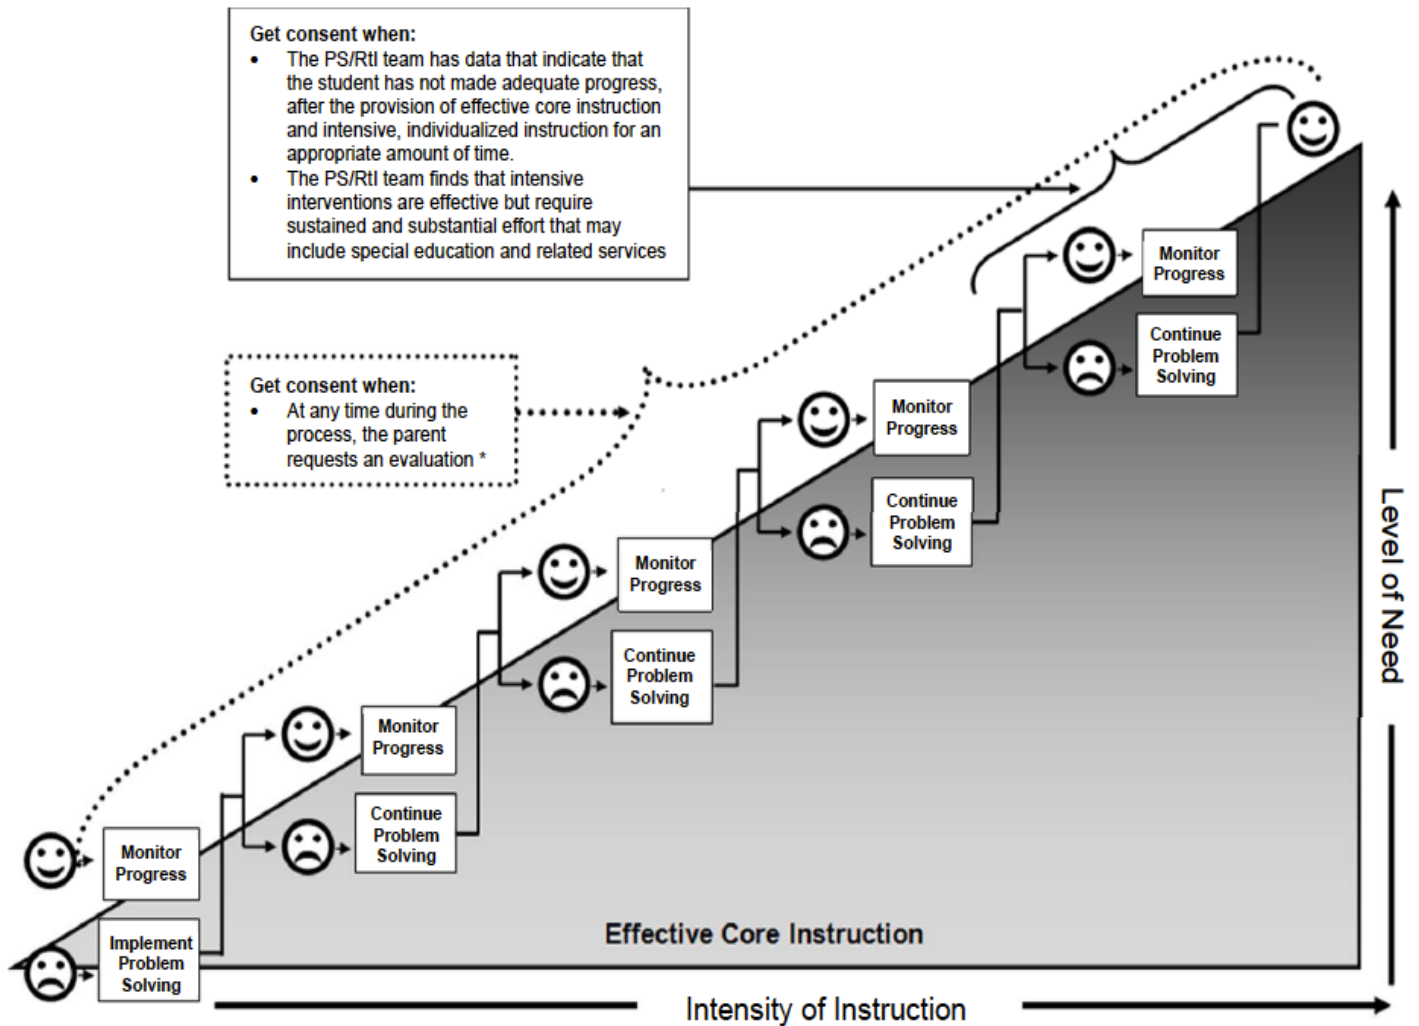 Get consent when:
• The PS/RtI team has data that indicate that
the student has not made adequate progress,
after the provision of effective core instruction
and intensive, individualized instruction for an
appropriate amount of time.
• The PS/RtI team finds that intensive
interventions are effective but require
sustained and substantial effort that may
include special education and related services
Get consent when:
• At any time during the
process, the parent
requests an evaluation *
Monitor
Progress
Continue
Problem
Solving
Monitor
Progress
Continue
Problem
Solving
Monitor
Progress
Continue
Problem
Solving
Monitor
Progress
Continue
Problem
Solving
Monitor
Progress
Implement
Problem
Solving
Effective Core Instruction
Intensity of Instruction
Level of Need